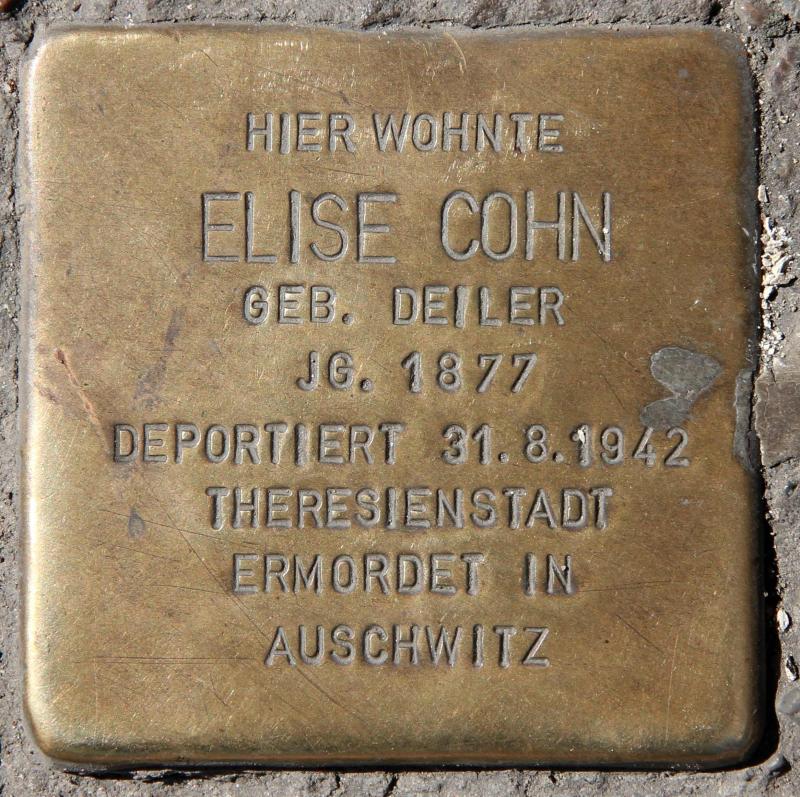 HIER WOHNTE
ELISE COHN
GEB. DEILER
JG. 1877
DEPORTIERT 31.8.1942
THERESIENSTADT
ERMORDET IN
AUSCHWITZ